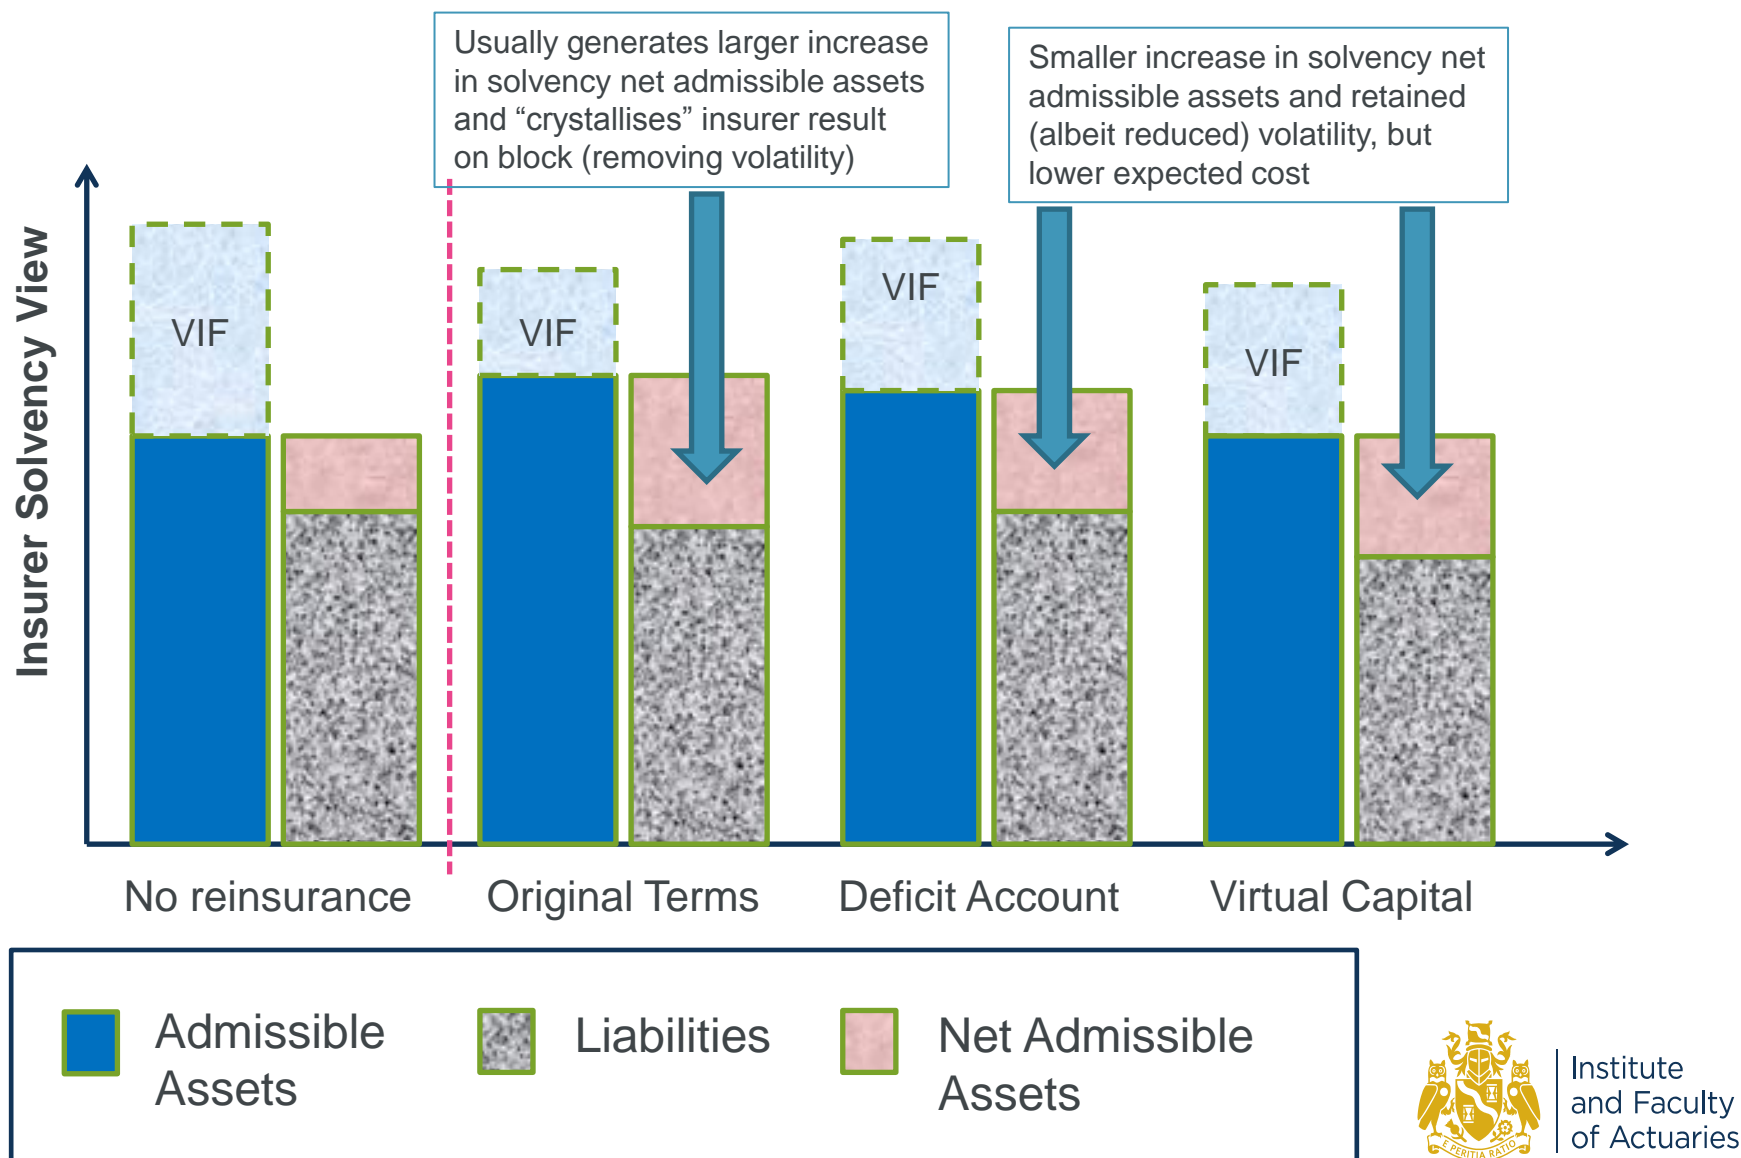 Usually generates larger increase
in solvency net admissible assets
and “crystallises” insurer result
on block (removing volatility)
Smaller increase in solvency net
admissible assets and retained
(albeit reduced) volatility, but
lower expected cost
Insurer Solvency View
VIF
VIF
VIF
VIF
No reinsurance
Original Terms
Deficit Account
Virtual Capital
Admissible
Assets
Liabilities
Net Admissible
Assets
E PERITIA RATIO
Institute
and Faculty
of Actuaries